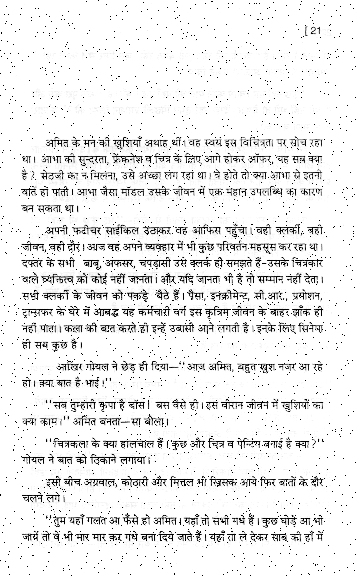 [ 21
अमित के मन की खुशियाँ अथाह थीं। वह स्वयं इस विचित्रता पर सोच रहा
था। आभा की सुन्दरता, फ्रेंकनेस व चित्र के लिए आगे होकर ऑफर, यह सब क्या
है ? सेठजी का न मिलना, उसे अच्छा लग रहा था। वे होते तो क्या आभा से इतनी
बातें हो पातीं। आभा जैसा मॉडल उसके जीवन में एक महान उपलब्धि का कारण
बन सकता था।
अपनी फटीचर साईकिल उठाकर वह ऑफिस पहुँचा। वही क्लर्की, वही
जीवन, वही दौर। आज वह अपने व्यवहार में भी कुछ परिवर्तन महसूस कर रहा था।
दफ्तर के सभी बाबू, अफसर, चपड़ासी उसे क्लर्क ही समझते हैं-उसके चित्रकार
वाले व्यक्तित्व को कोई नहीं जानता। और यदि जानता भी है तो सम्मान नहीं देता।
सभी क्लर्कों के जीवन को पकड़े बैठे हैं। पैसा, इनक्रीमेन्ट, सी.आर., प्रमोशन,
ट्रान्सफर के घेरे में आबद्ध यह कर्मचारी वर्ग इस कृत्रिम जीवन के बाहर झाँक ही
नहीं पाता। कला की बात करते ही इन्हें उबासी आने लगती है। इनके लिए सिनेमा
ही सब कुछ है।
आखिर गोयल ने छेड़ ही दिया—‘‘आज अमित, बहुत खुश नजर आ रहे
हो। क्या बात है भाई।’’
‘‘सब तुम्हारी कृपा है बॉस। बस वैसे ही। इस वीरान जीवन में खुशियों का
क्या काम।’’ अमित बनता—सा बोला।
‘‘चित्रकला के क्या हालचाल हैं। कुछ और चित्र व पेन्टिंग बनाई है क्या ?’’
गोयल ने बात को ठिकाने लगाया।
इसी बीच अग्रवाल, कोठारी और मित्तल भी खिसक आये फिर बातों के दौर
चलने लगे।
‘‘तुम यहाँ गलत आ फँसे हो अमित। यहाँ तो सभी गधे हैं। कुछ घोड़े आ भी
जायें तो वे भी मार मार कर गधे बना दिये जाते हैं। यहाँ तो ले देकर साब की हाँ में